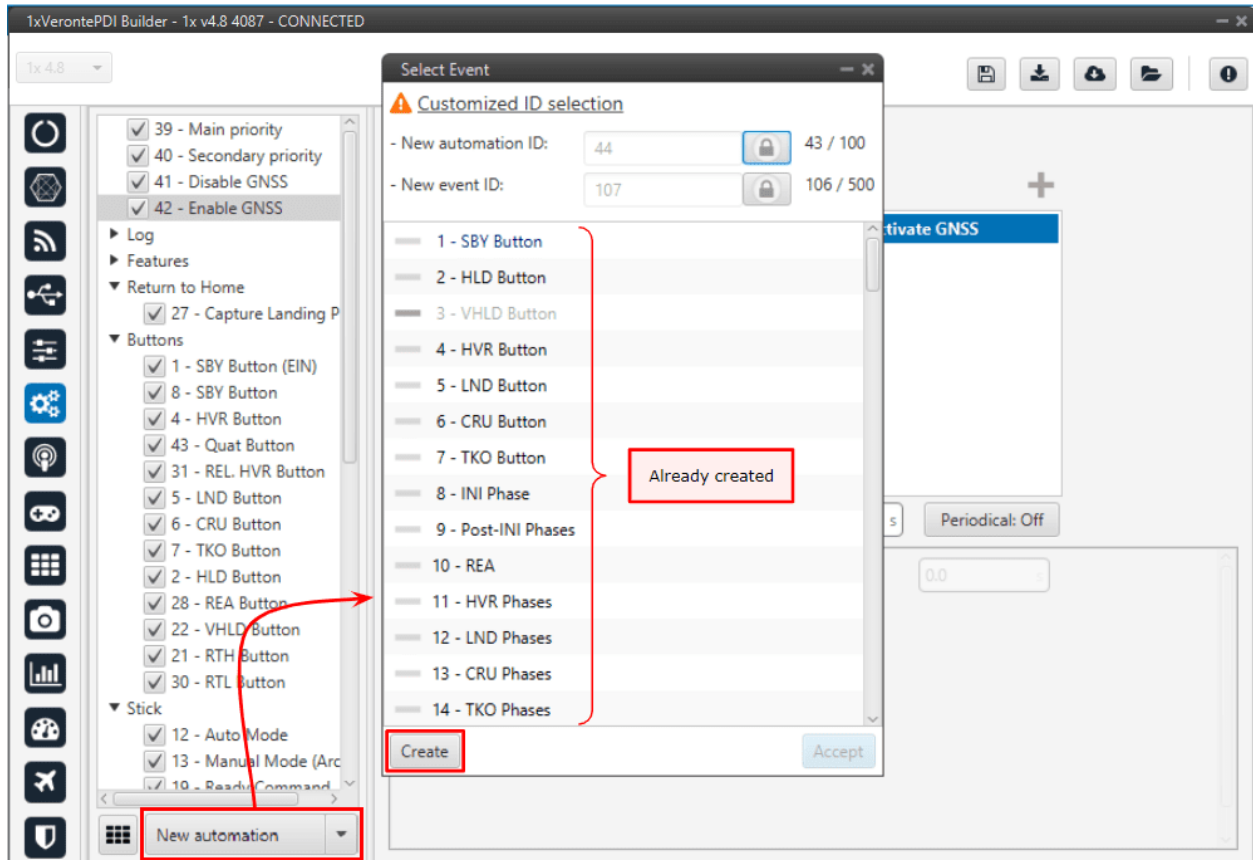 1xVerontePDI Builder - 1x v4.8 4087 - CONNECTED
1x 4.8
39 - Main priority
40 - Secondary priority
41 - Disable GNSS
42 - Enable GNSS
Log
Features
Return to Home
27 - Capture Landing P
Buttons
1 - SBY Button (EIN)
8 - SBY Button
4 - HVR Button
43 - Quat Button
31 - REL. HVR Button
5 - LND Button
6 - CRU Button
7 - TKO Button
2 - HLD Button
28 - REA Button
22 - VHLD Button
21 - RTH Button
30 - RTL Button
Stick
12 - Auto Mode
13 - Manual Mode (Arc
19 - Ready Command
New automation
Select Event
Customized ID selection
- New automation ID: 44 43 / 100
- New event ID: 107 106 / 500
1 - SBY Button
2 - HLD Button
3 - VHLD Button
4 - HVR Button
5 - LND Button
6 - CRU Button
7 - TKO Button
8 - INI Phase
9 - Post-INI Phases
10 - REA
11 - HVR Phases
12 - LND Phases
13 - CRU Phases
14 - TKO Phases
Already created
Create
Accept
tivate GNSS
s
Periodical: Off
0.0 s